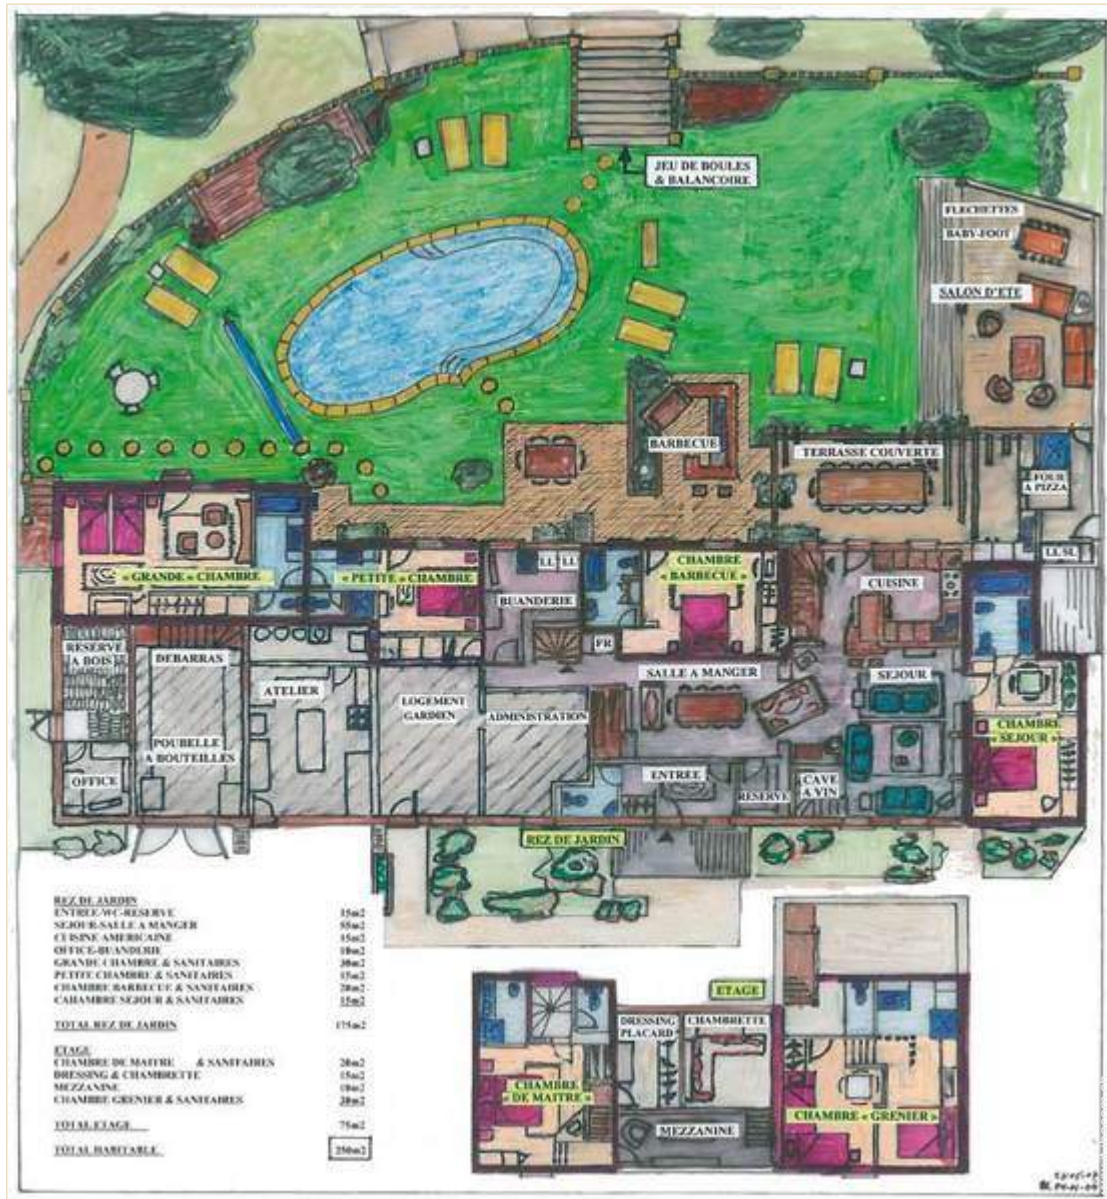 JEU DE BOULES
& BALANCOIRE
FLECHETTES
BABY-FOOT
SALON D'ETE
BARBECUE
TERRASSE COUVERTE
FOUR
A PIZZA
« GRANDE » CHAMBRE
« PETITE » CHAMBRE
LL
LL
BUANDERIE
CHAMBRE
« BARBECUE »
CUISINE
LL SL
RESERVE
A BOIS
DEBARRAS
ATELIER
LOGEMENT
GARDIEN
ADMINISTRATION
FR
SALLE A MANGER
SEJOUR
CHAMBRE
« SEJOUR »
POUBELLE
A BOUTEILLES
OFFICE
ENTREE
RESERVE
CAVE
A VIN
REZ DE JARDIN
REZ DE JARDIN
ENTREE-WC-RESERVE 15m2
SEJOUR-SALLE A MANGER 55m2
CUISINE AMERICAINE 15m2
OFFICE-BUANDERIE 10m2
GRANDE CHAMBRE & SANITAIRES 30m2
PETITE CHAMBRE & SANITAIRES 15m2
CHAMBRE BARBECUE & SANITAIRES 20m2
CAHAMBRE SEJOUR & SANITAIRES 15m2
TOTAL REZ DE JARDIN 175m2
ETAGE
CHAMBRE DE MAITRE & SANITAIRES 20m2
DRESSING & CHAMBRETTE 15m2
MEZZANINE 10m2
CHAMBRE GRENIER & SANITAIRES 30m2
TOTAL ETAGE 75m2
TOTAL HABITABLE 250m2
ETAGE
DRESSING
PLACARD
CHAMBRETTE
CHAMBRE
DE MAITRE »
CHAMBRE « GRENIER »
MEZZANINE